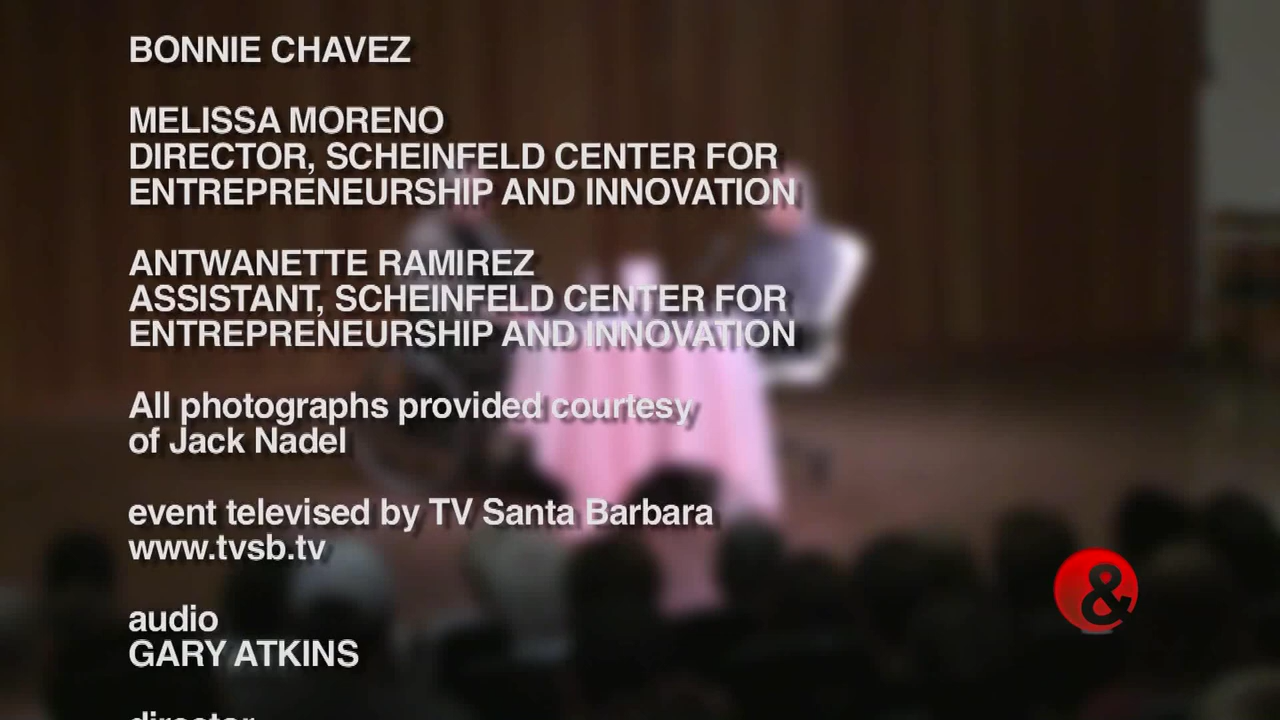 BONNIE CHAVEZ
MELISSA MORENO
DIRECTOR, SCHEINFELD CENTER FOR
ENTREPRENEURSHIP AND INNOVATION
ANTWANETTE RAMIREZ
ASSISTANT, SCHEINFELD CENTER FOR
ENTREPRENEURSHIP AND INNOVATION
All photographs provided courtesy
of Jack Nadel
event televised by TV Santa Barbara
www.tvsb.tv
&
audio
GARY ATKINS
director